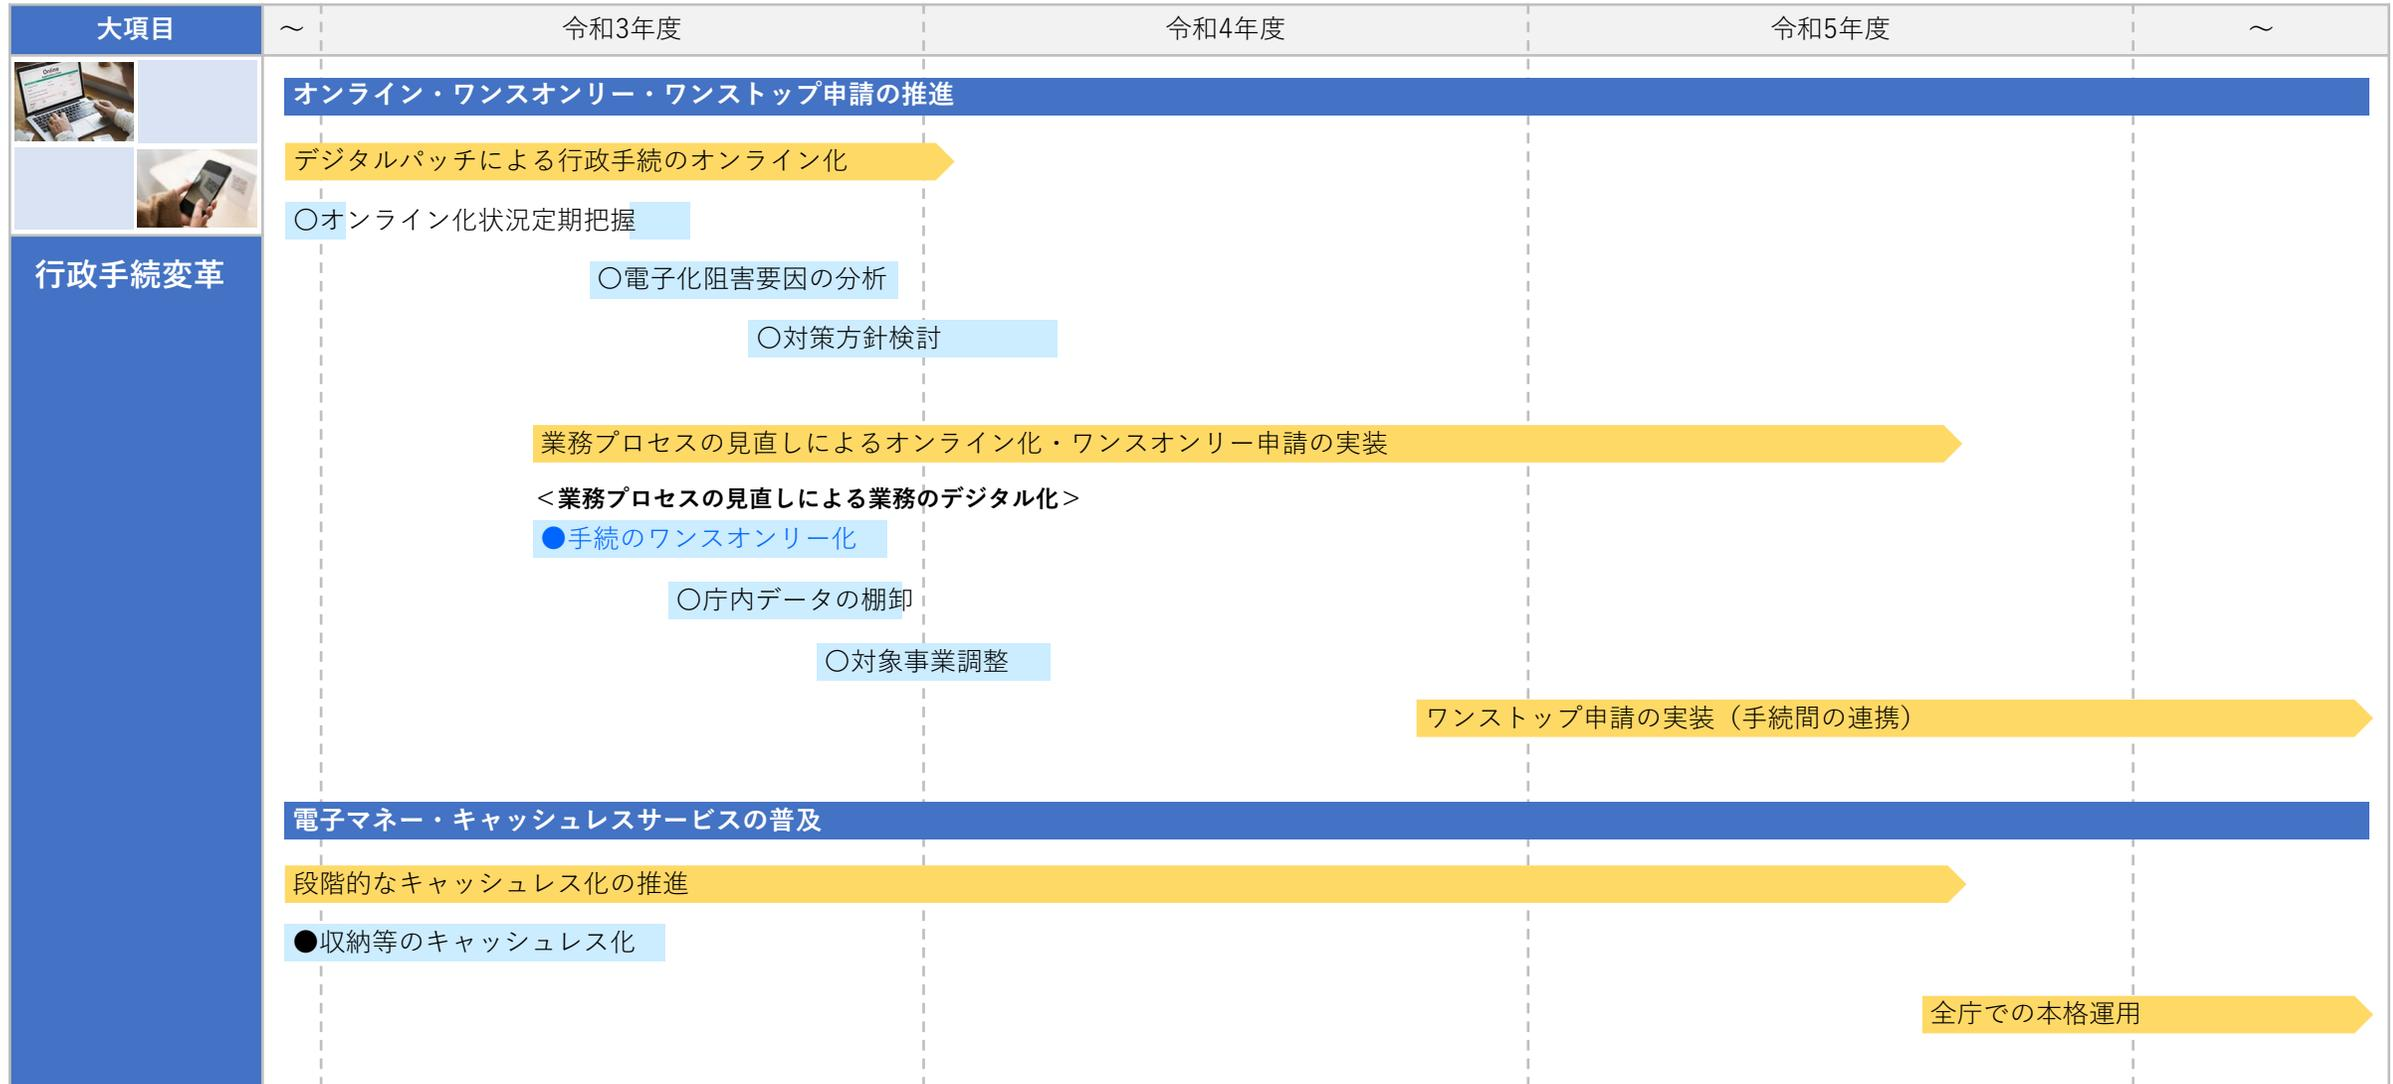 大項目
～
令和3年度
令和4年度
令和5年度
～
Online
行政手続変革
オンライン・ワンスオンリー・ワンストップ申請の推進
デジタルパッチによる行政手続のオンライン化
〇オンライン化状況定期把握
〇電子化阻害要因の分析
〇対策方針検討
業務プロセスの見直しによるオンライン化・ワンスオンリー申請の実装
＜業務プロセスの見直しによる業務のデジタル化＞
●手続のワンスオンリー化
〇庁内データの棚卸
〇対象事業調整
ワンストップ申請の実装（手続間の連携）
電子マネー・キャッシュレスサービスの普及
段階的なキャッシュレス化の推進
●収納等のキャッシュレス化
全庁での本格運用